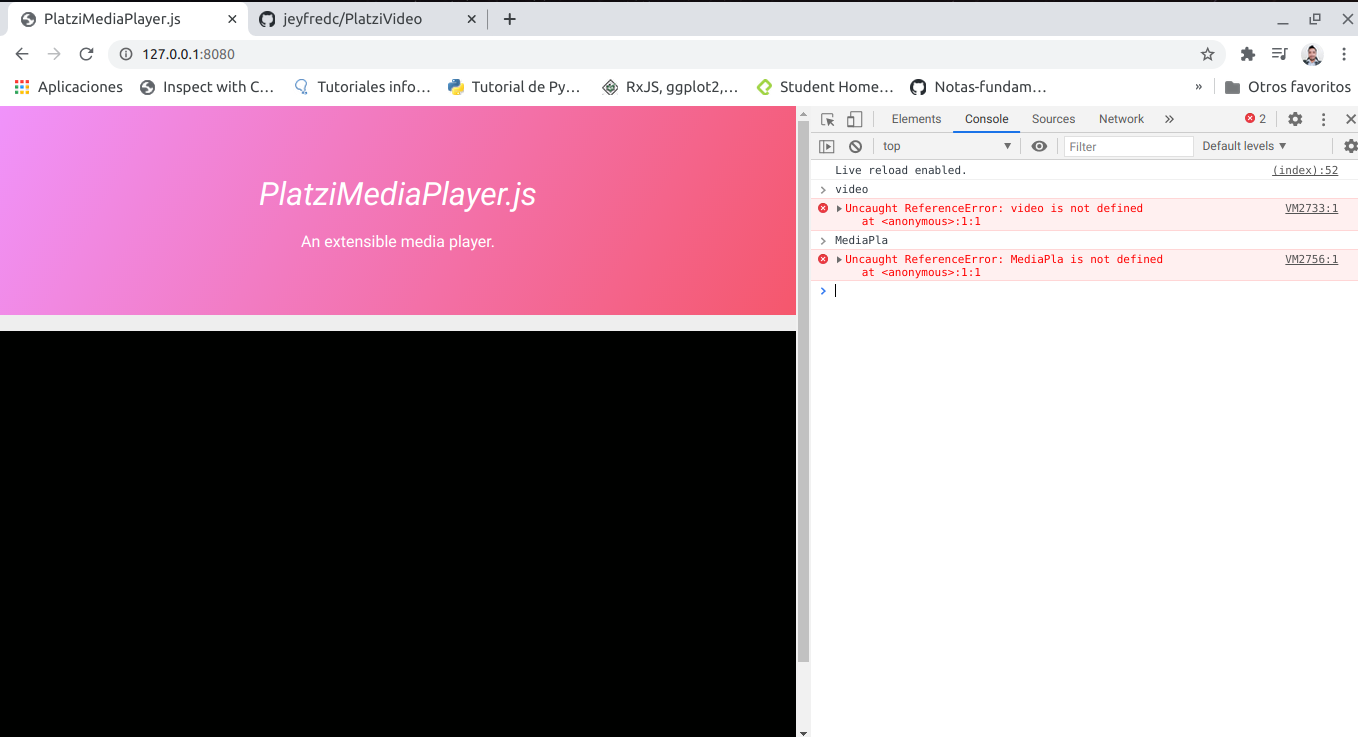 PlatziMediaPlayer.js
jeyfredc/PlatziVideo
127.0.0.1:8080
Aplicaciones
Inspect with C...
Tutoriales info...
Tutorial de Py...
RxJS, ggplot2,...
Student Home...
Notas-fundam...
»
Otros favoritos
PlatziMediaPlayer.js
An extensible media player.
Elements
Console
Sources
Network
»
2
top
Filter
Default levels
Live reload enabled.
(index):52
video
Uncaught ReferenceError: video is not defined
VM2733:1
at <anonymous>:1:1
MediaPla
Uncaught ReferenceError: MediaPla is not defined
VM2756:1
at <anonymous>:1:1